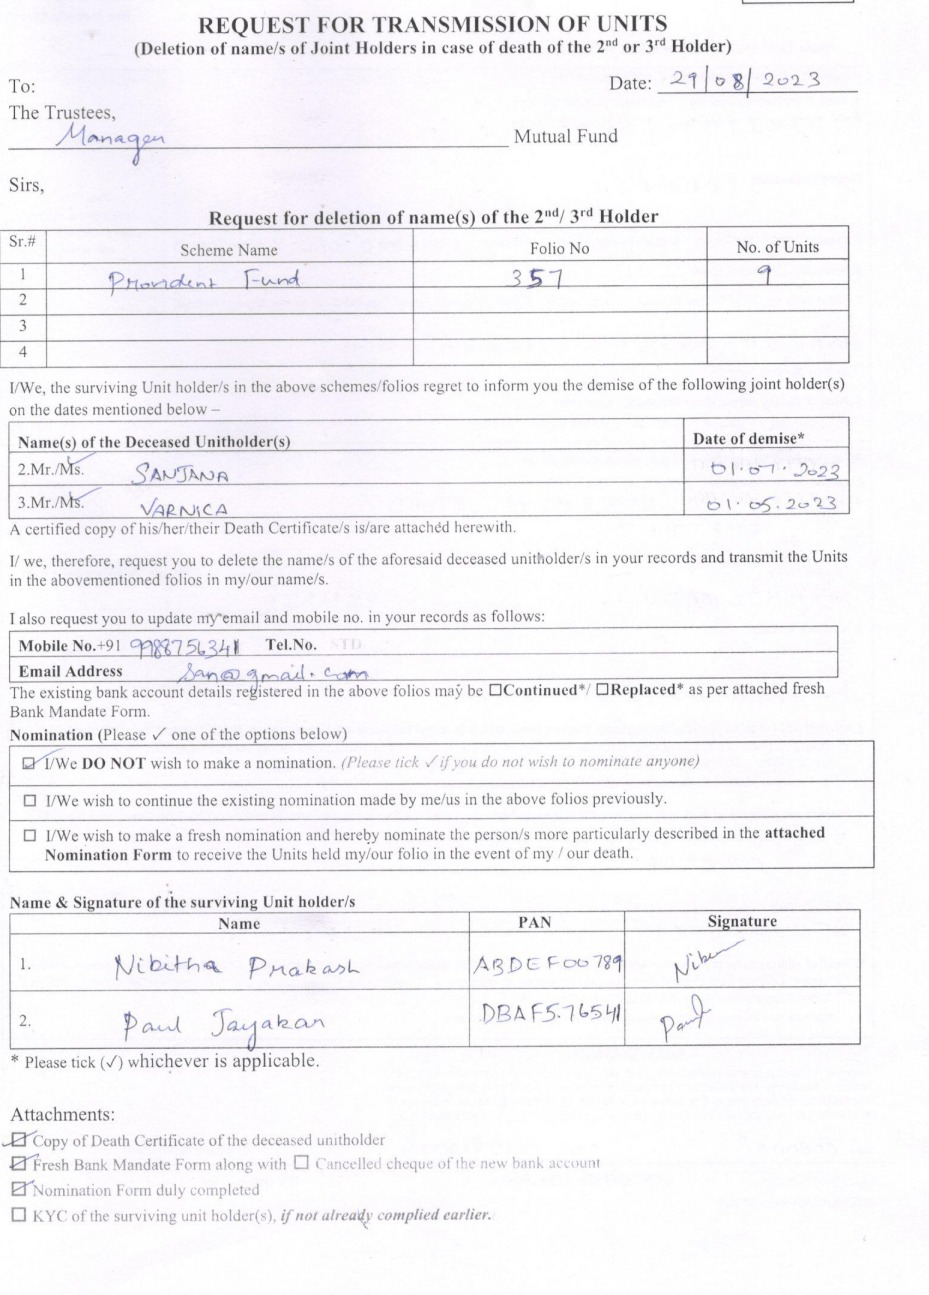 REQUEST FOR TRANSMISSION OF UNITS
(Deletion of name/s of Joint Holders in case of death of the 2nd or 3rd Holder)
To: Date: 29/08/2023
The Trustees,
Manager Mutual Fund
Sirs,
Request for deletion of name(s) of the 2nd/ 3rd Holder
Sr.# Scheme Name Folio No No. of Units
1 Provident Fund 357 9
2
3
4
I/We, the surviving Unit holder/s in the above schemes/folios regret to inform you the demise of the following joint holder(s)
on the dates mentioned below –
Name(s) of the Deceased Unitholder(s) Date of demise*
2.Mr./Ms. SANJANA 01.07.2023
3.Mr./Ms. VARNICA 01.05.2023
A certified copy of his/her/their Death Certificate/s is/are attached herewith.
I/ we, therefore, request you to delete the name/s of the aforesaid deceased unitholder/s in your records and transmit the Units
in the abovementioned folios in my/our name/s.
I also request you to update my email and mobile no. in your records as follows:
Mobile No.+91 9988756341 Tel.No. STD
Email Address san@gmail.com
The existing bank account details registered in the above folios may be ☐Continued*/ ☐Replaced* as per attached fresh
Bank Mandate Form.
Nomination (Please ✓ one of the options below)
☑ I/We DO NOT wish to make a nomination. (Please tick ✓ if you do not wish to nominate anyone)
☐ I/We wish to continue the existing nomination made by me/us in the above folios previously.
☐ I/We wish to make a fresh nomination and hereby nominate the person/s more particularly described in the attached
Nomination Form to receive the Units held my/our folio in the event of my / our death.
Name & Signature of the surviving Unit holder/s
Name PAN Signature
1. Nibitha Prakash ABDEF00789 Nibu
2. Paul Jayakar DBAF5.76541 Paul
* Please tick (✓) whichever is applicable.
Attachments:
☑ Copy of Death Certificate of the deceased unitholder
☑ Fresh Bank Mandate Form along with ☐ Cancelled cheque of the new bank account
☑ Nomination Form duly completed
☐ KYC of the surviving unit holder(s), if not already complied earlier.